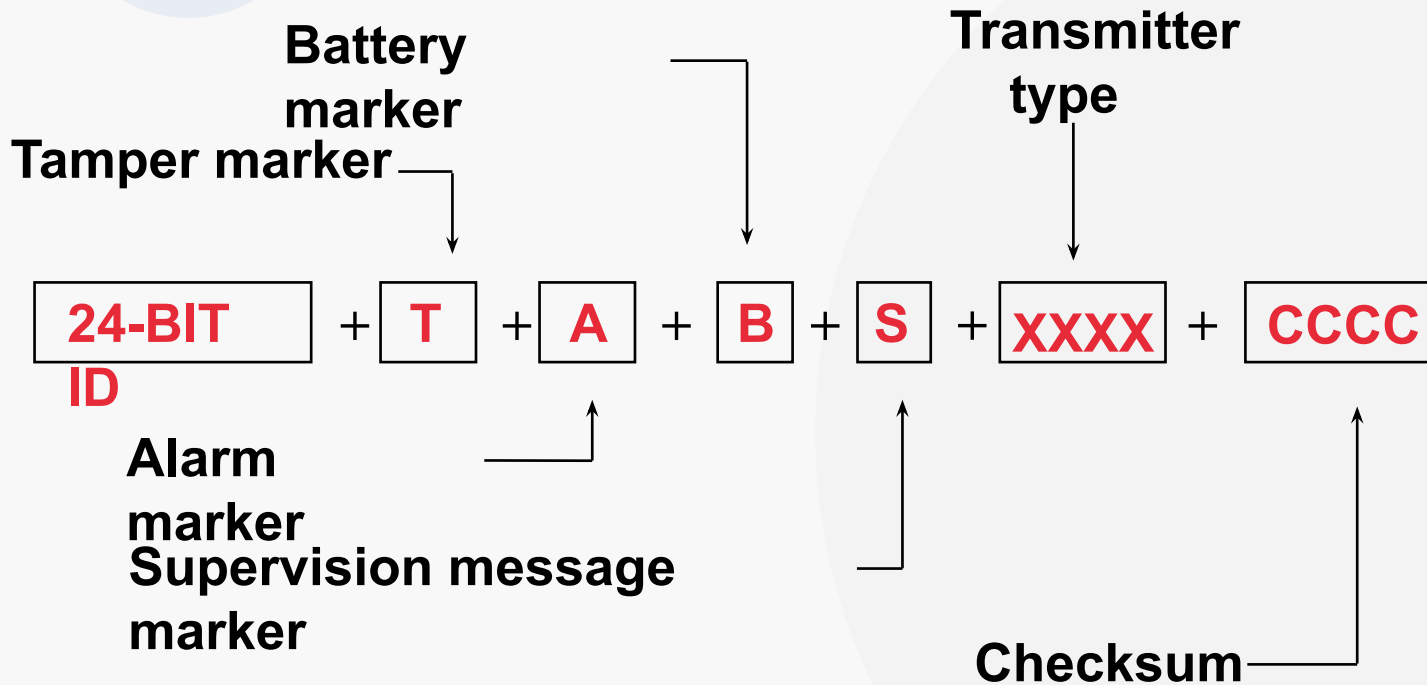 Battery
marker
Transmitter
type
Tamper marker
24-BIT
ID
+ T + A + B + S + XXXX + CCCC
Alarm
marker
Supervision message
marker
Checksum